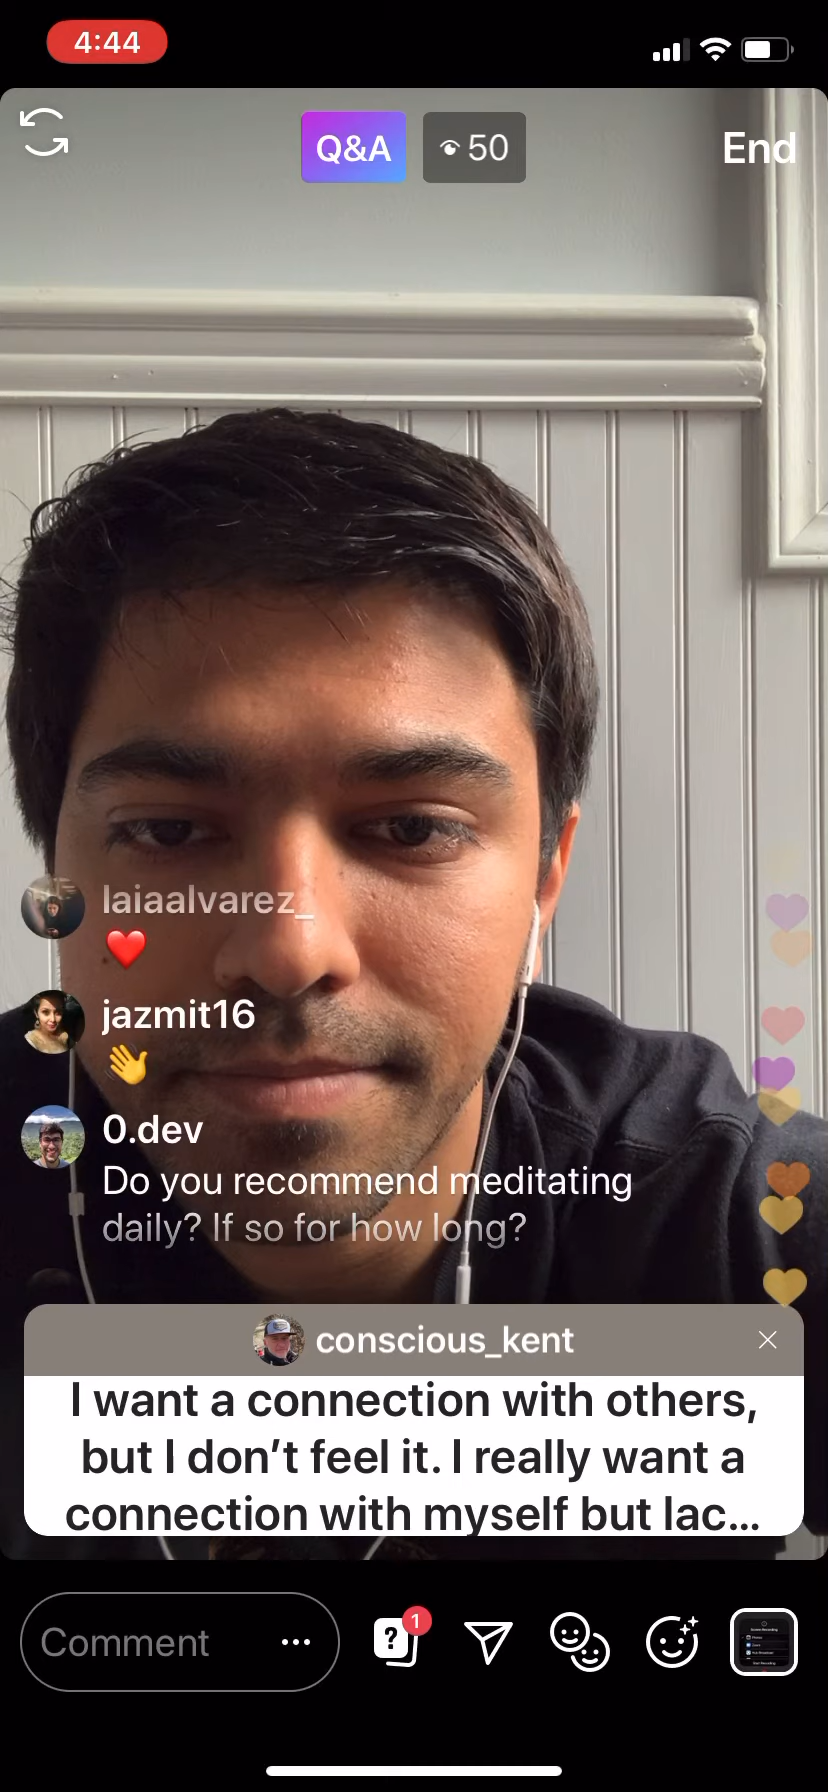 4:44
Q&A
50
End
laiaalvarez_
❤️
jazmit16
👋
0.dev
Do you recommend meditating
daily? If so for how long?
conscious_kent
I want a connection with others,
but I don't feel it. I really want a
connection with myself but lac...
1
?
Comment